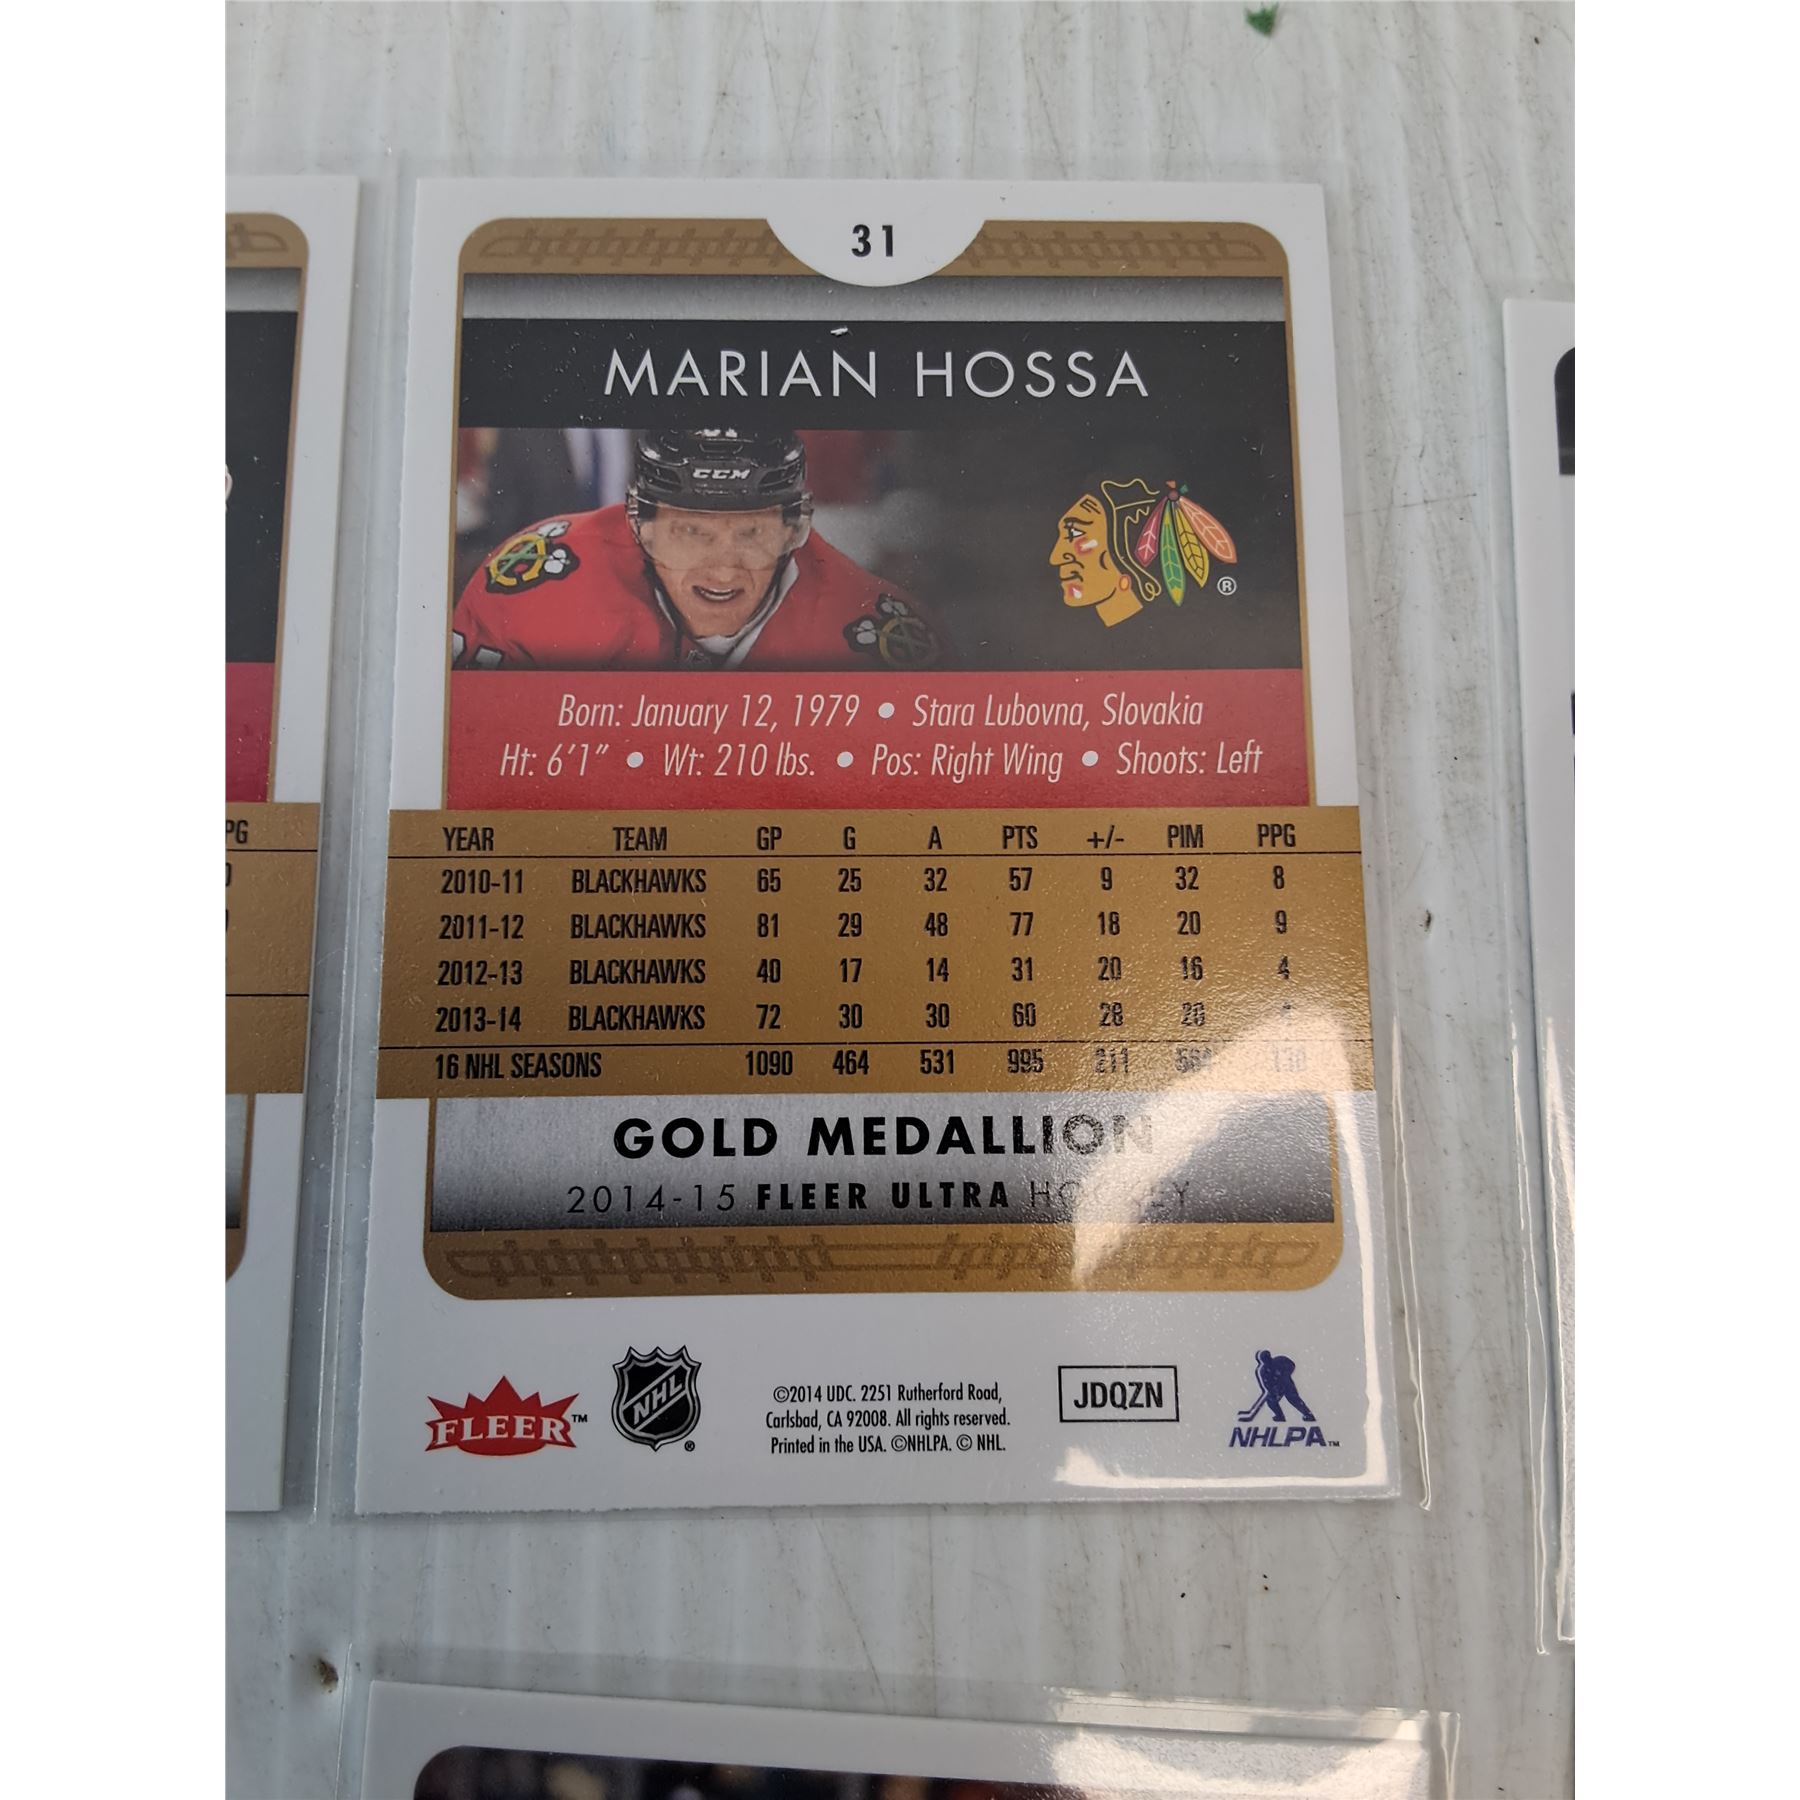 31
MARIAN HOSSA
CCM
®
Born: January 12, 1979 • Stara Lubovna, Slovakia
Ht: 6'1" • Wt: 210 lbs. • Pos: Right Wing • Shoots: Left
PG
YEAR TEAM GP G A PTS +/- PIM PPG
2010-11 BLACKHAWKS 65 25 32 57 9 32 8
2011-12 BLACKHAWKS 81 29 48 77 18 20 9
2012-13 BLACKHAWKS 40 17 14 31 20 16 4
2013-14 BLACKHAWKS 72 30 30 60 28 20
16 NHL SEASONS 1090 464 531 995 211
GOLD MEDALLION
2014-15 FLEER ULTRA HOCKEY
FLEER™
NHL®
©2014 UDC. 2251 Rutherford Road,
Carlsbad, CA 92008. All rights reserved.
Printed in the USA. ©NHLPA. © NHL.
JDQZN
NHLPA™